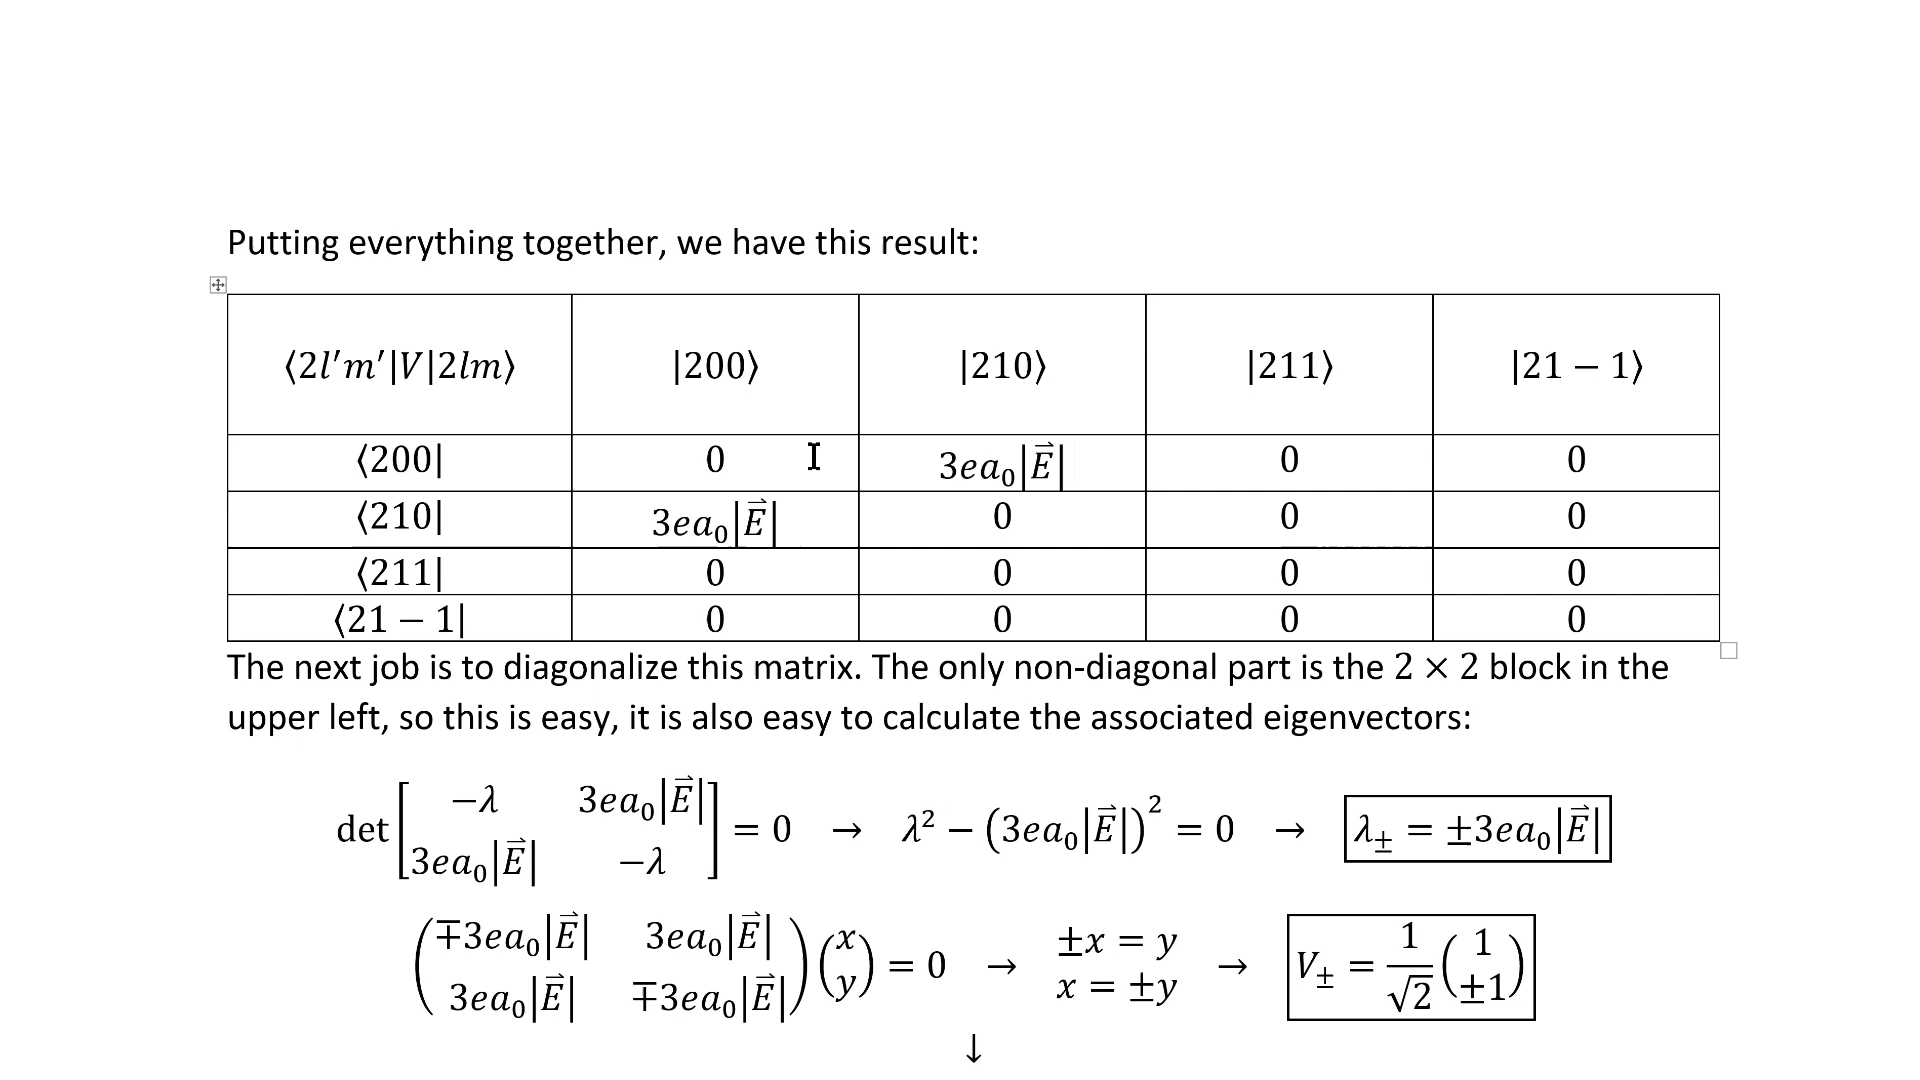 Putting everything together, we have this result:
⟨2l′m′|V|2lm⟩ |200⟩ |210⟩ |211⟩ |21 − 1⟩
⟨200| 0 3ea₀|E⃗| 0 0
⟨210| 3ea₀|E⃗| 0 0 0
⟨211| 0 0 0 0
⟨21 − 1| 0 0 0 0
The next job is to diagonalize this matrix. The only non-diagonal part is the 2 × 2 block in the
upper left, so this is easy, it is also easy to calculate the associated eigenvectors:
det [ −λ 3ea₀|E⃗| ; 3ea₀|E⃗| −λ ] = 0 → λ² − (3ea₀|E⃗|)² = 0 → λ± = ±3ea₀|E⃗|
( ∓3ea₀|E⃗| 3ea₀|E⃗| ; 3ea₀|E⃗| ∓3ea₀|E⃗| ) ( x ; y ) = 0 → ±x = y ; x = ±y → V± = 1/√2 ( 1 ; ±1 )
↓